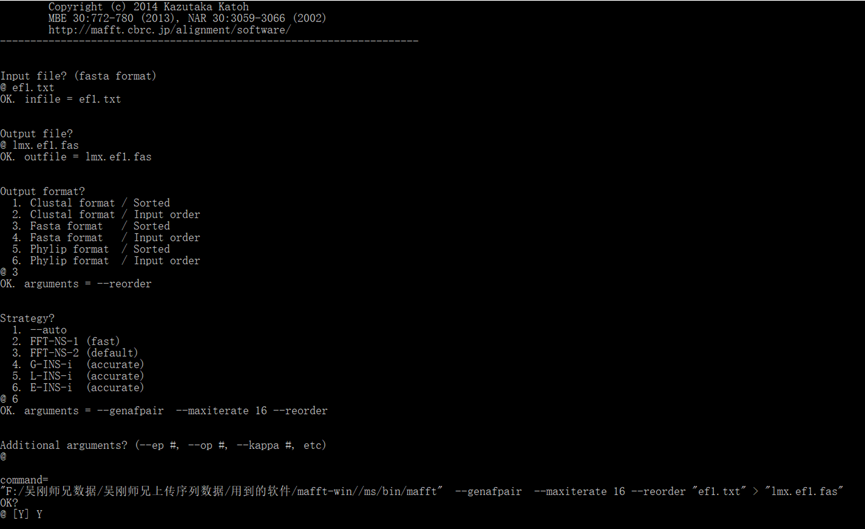 Copyright (c) 2014 Kazutaka Katoh
MBE 30:772-780 (2013), NAR 30:3059-3066 (2002)
http://mafft.cbrc.jp/alignment/software/
---------------------------------------------------------------------
Input file? (fasta format)
@ ef1.txt
OK. infile = ef1.txt
Output file?
@ lmx.ef1.fas
OK. outfile = lmx.ef1.fas
Output format?
1. Clustal format / Sorted
2. Clustal format / Input order
3. Fasta format / Sorted
4. Fasta format / Input order
5. Phylip format / Sorted
6. Phylip format / Input order
@ 3
OK. arguments = --reorder
Strategy?
1. --auto
2. FFT-NS-1 (fast)
3. FFT-NS-2 (default)
4. G-INS-i (accurate)
5. L-INS-i (accurate)
6. E-INS-i (accurate)
@ 6
OK. arguments = --genafpair --maxiterate 16 --reorder
Additional arguments? (--ep #, --op #, --kappa #, etc)
@
command=
"F:/吴刚师兄数据/吴刚师兄上传序列数据/用到的软件/mafft-win//ms/bin/mafft" --genafpair --maxiterate 16 --reorder "ef1.txt" > "lmx.ef1.fas"
OK?
@ [Y] Y